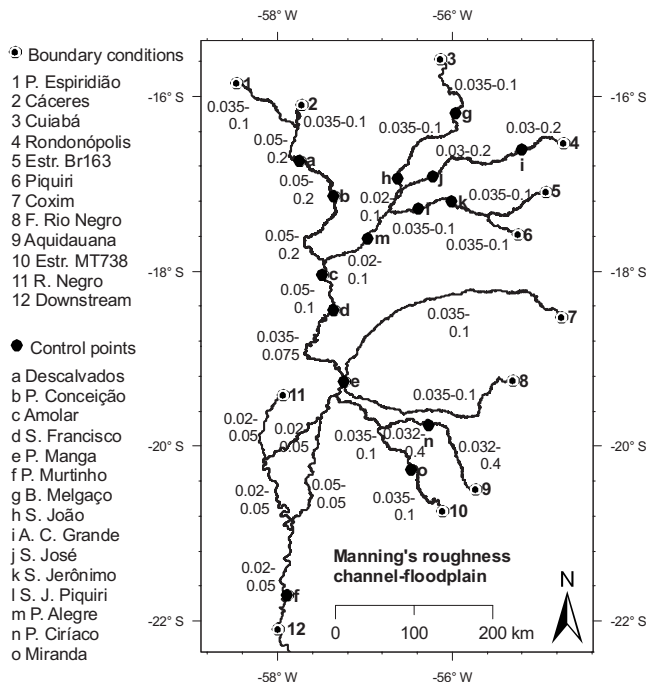 -58° W
-56° W
Boundary conditions
1 P. Espiridião
2 Cáceres
3 Cuiabá
4 Rondonópolis
5 Estr. Br163
6 Piquiri
7 Coxim
8 F. Rio Negro
9 Aquidauana
10 Estr. MT738
11 R. Negro
12 Downstream
Control points
a Descalvados
b P. Conceição
c Amolar
d S. Francisco
e P. Manga
f P. Murtinho
g B. Melgaço
h S. João
i A. C. Grande
j S. José
k S. Jerônimo
l S. J. Piquiri
m P. Alegre
n P. Ciríaco
o Miranda
-16° S
-18° S
-20° S
-22° S
1
0.035-
0.1
2
0.035-0.1
3
0.035-0.1
g
0.05-
0.2
a
0.035-0.1
0.03-0.2
4
i
0.03-0.2
h
j
0.05-
0.2
b
0.02-
0.1
l
k
0.035-0.1
5
0.035-0.1
0.035-0.1
6
m
0.05-
0.2
0.02-
0.1
c
0.05-
0.1
d
0.035-
0.1
7
0.035-
0.075
e
0.035-0.1
8
11
0.02-
0.05
0.02-
0.05
0.035-
0.1
0.032-
0.4
n
0.032-
0.4
o
9
0.02-
0.05
0.05-
0.05
0.035-
0.1
10
0.02-
0.05
f
12
Manning's roughness
channel-floodplain
0
100
200 km
N
-16° S
-18° S
-20° S
-22° S
-58° W
-56° W